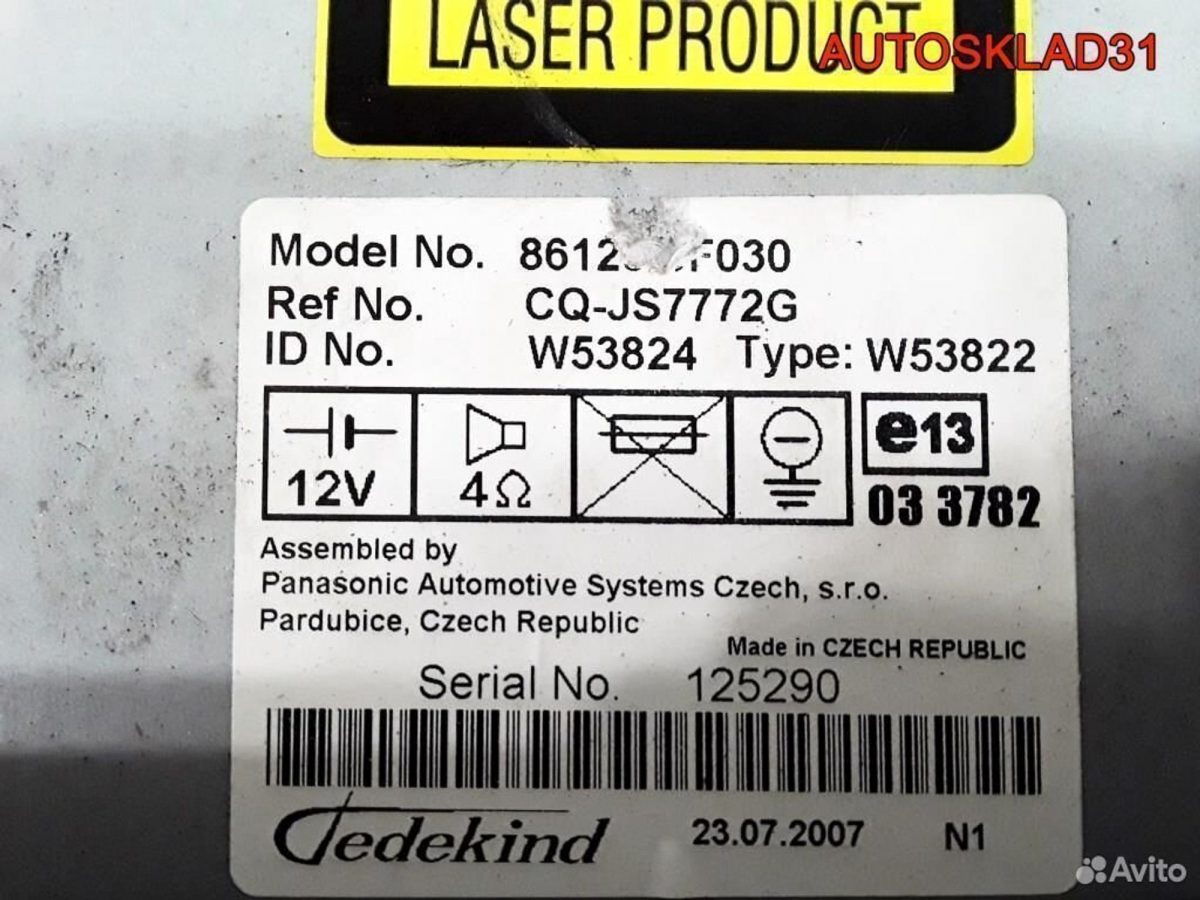 LASER PRODUCT
AUTOSKLAD31
Model No.
Ref No. CQ-JS7772G
ID No. W53824 Type: W53822
12V 4Ω e13
03 3782
Assembled by
Panasonic Automotive Systems Czech, s.r.o.
Pardubice, Czech Republic
Made in CZECH REPUBLIC
Serial No. 125290
Tedekind 23.07.2007 N1
Avito